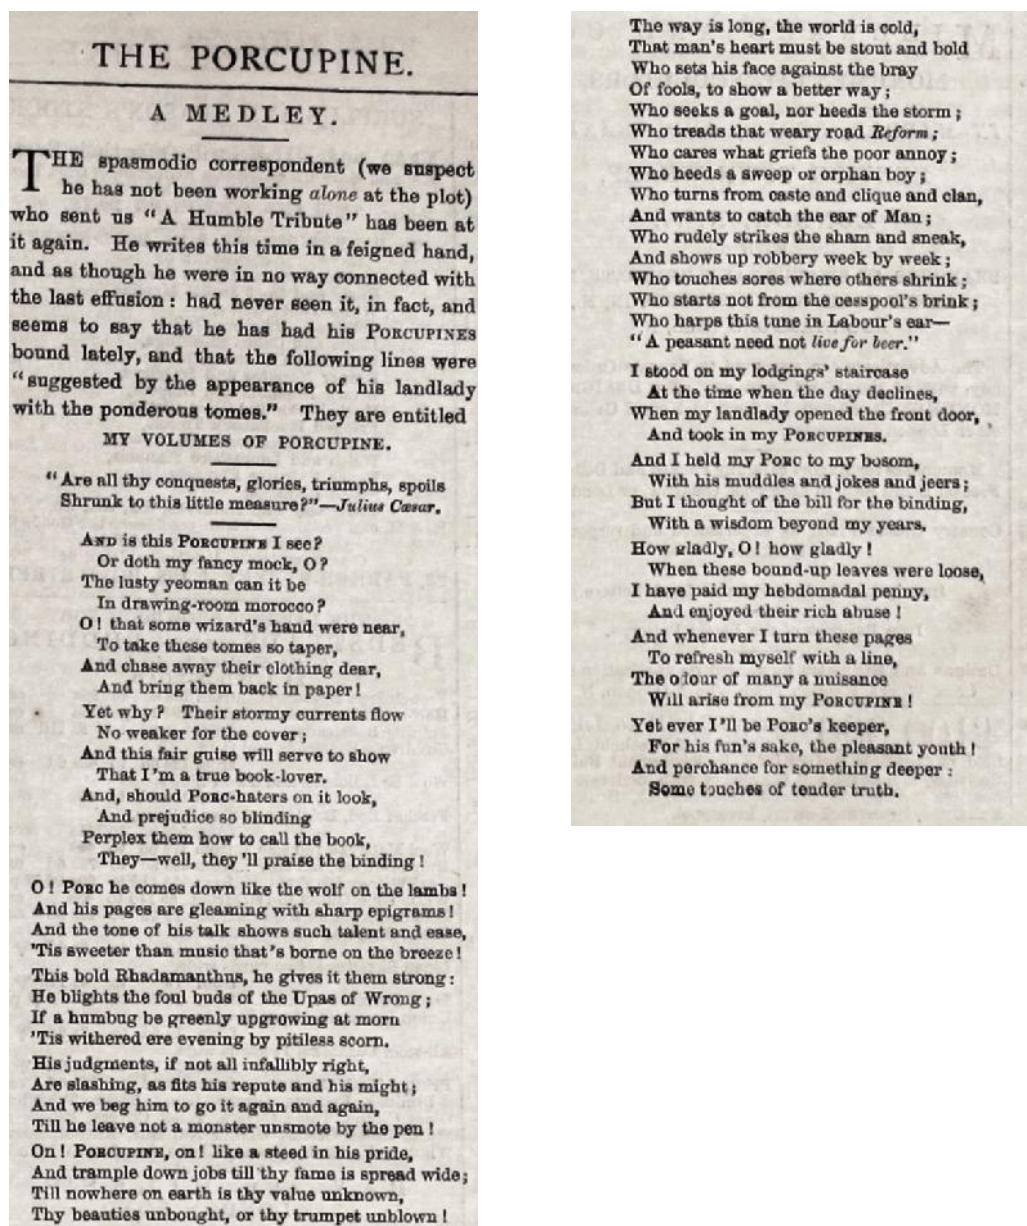 THE PORCUPINE.
A MEDLEY.
THE spasmodic correspondent (we suspect
he has not been working alone at the plot)
who sent us "A Humble Tribute" has been at
it again. He writes this time in a feigned hand,
and as though he were in no way connected with
the last effusion: had never seen it, in fact, and
seems to say that he has had his PORCUPINES
bound lately, and that the following lines were
"suggested by the appearance of his landlady
with the ponderous tomes." They are entitled
MY VOLUMES OF PORCUPINE.
"Are all thy conquests, glories, triumphs, spoils
Shrunk to this little measure?"—Julius Cæsar.
AND is this PORCUPINE I see?
Or doth my fancy mock, O?
The lusty yeoman can it be
In drawing-room morocco?
O! that some wizard's hand were near,
To take these tomes so taper,
And chase away their clothing dear,
And bring them back in paper!
Yet why? Their stormy currents flow
No weaker for the cover;
And this fair guise will serve to show
That I'm a true book-lover.
And, should PORC-haters on it look,
And prejudice so blinding
Perplex them how to call the book,
They—well, they'll praise the binding!
O! PORC he comes down like the wolf on the lambs!
And his pages are gleaming with sharp epigrams!
And the tone of his talk shows such talent and ease,
'Tis sweeter than music that's borne on the breeze!
This bold Rhadamanthus, he gives it them strong:
He blights the foul buds of the Upas of Wrong;
If a humbug be greenly upgrowing at morn
'Tis withered ere evening by pitiless scorn.
His judgments, if not all infallibly right,
Are slashing, as fits his repute and his might;
And we beg him to go it again and again,
Till he leave not a monster unsmote by the pen!
On! PORCUPINE, on! like a steed in his pride,
And trample down jobs till thy fame is spread wide;
Till nowhere on earth is thy value unknown,
Thy beauties unbought, or thy trumpet unblown!
The way is long, the world is cold,
That man's heart must be stout and bold
Who sets his face against the bray
Of fools, to show a better way;
Who seeks a goal, nor heeds the storm;
Who treads that weary road Reform;
Who cares what griefs the poor annoy;
Who heeds a sweep or orphan boy;
Who turns from caste and clique and clan,
And wants to catch the ear of Man;
Who rudely strikes the sham and sneak,
And shows up robbery week by week;
Who touches sores where others shrink;
Who starts not from the cesspool's brink;
Who harps this tune in Labour's ear—
"A peasant need not live for beer."
I stood on my lodgings' staircase
At the time when the day declines,
When my landlady opened the front door,
And took in my PORCUPINES.
And I held my PORC to my bosom,
With his muddles and jokes and jeers;
But I thought of the bill for the binding,
With a wisdom beyond my years.
How gladly, O! how gladly!
When these bound-up leaves were loose,
I have paid my hebdomadal penny,
And enjoyed their rich abuse!
And whenever I turn these pages
To refresh myself with a line,
The odour of many a nuisance
Will arise from my PORCUPINE!
Yet ever I'll be PORC's keeper,
For his fun's sake, the pleasant youth!
And perchance for something deeper:
Some touches of tender truth.